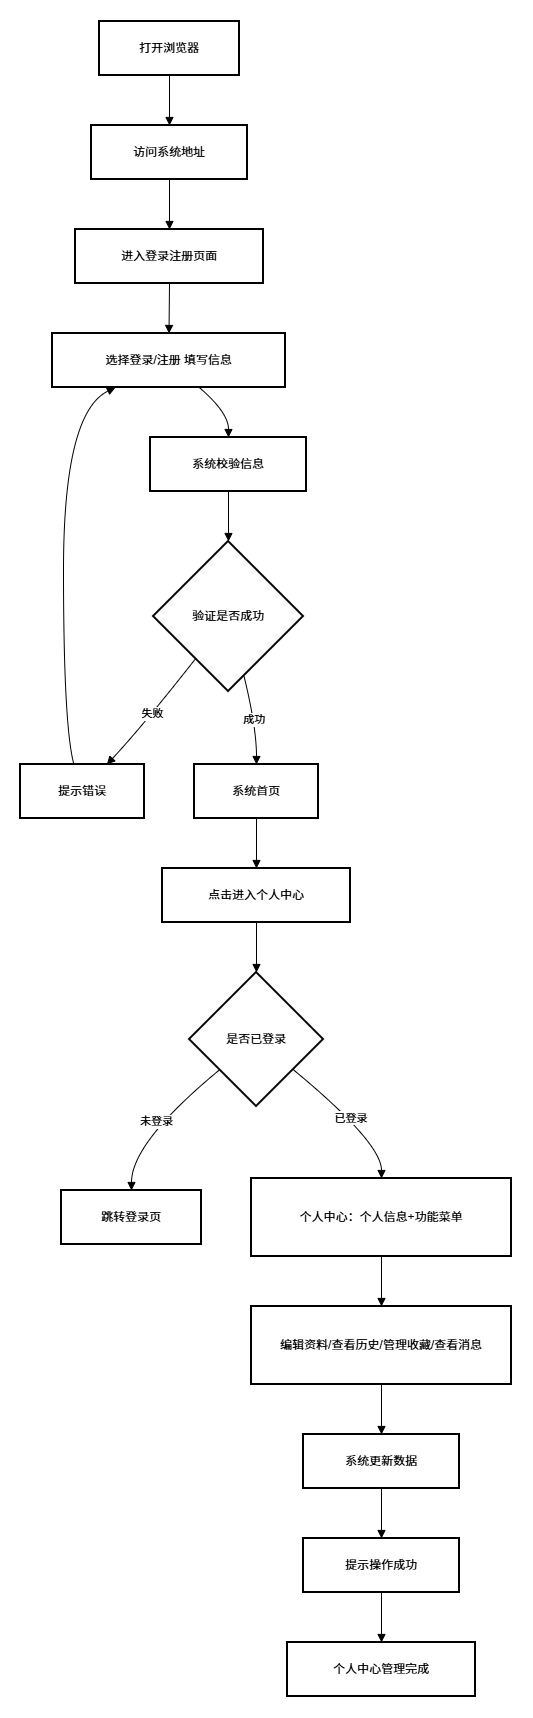 打开浏览器
访问系统地址
进入登录注册页面
选择登录/注册 填写信息
系统校验信息
验证是否成功
失败
成功
提示错误
系统首页
点击进入个人中心
是否已登录
未登录
已登录
跳转登录页
个人中心：个人信息+功能菜单
编辑资料/查看历史/管理收藏/查看消息
系统更新数据
提示操作成功
个人中心管理完成